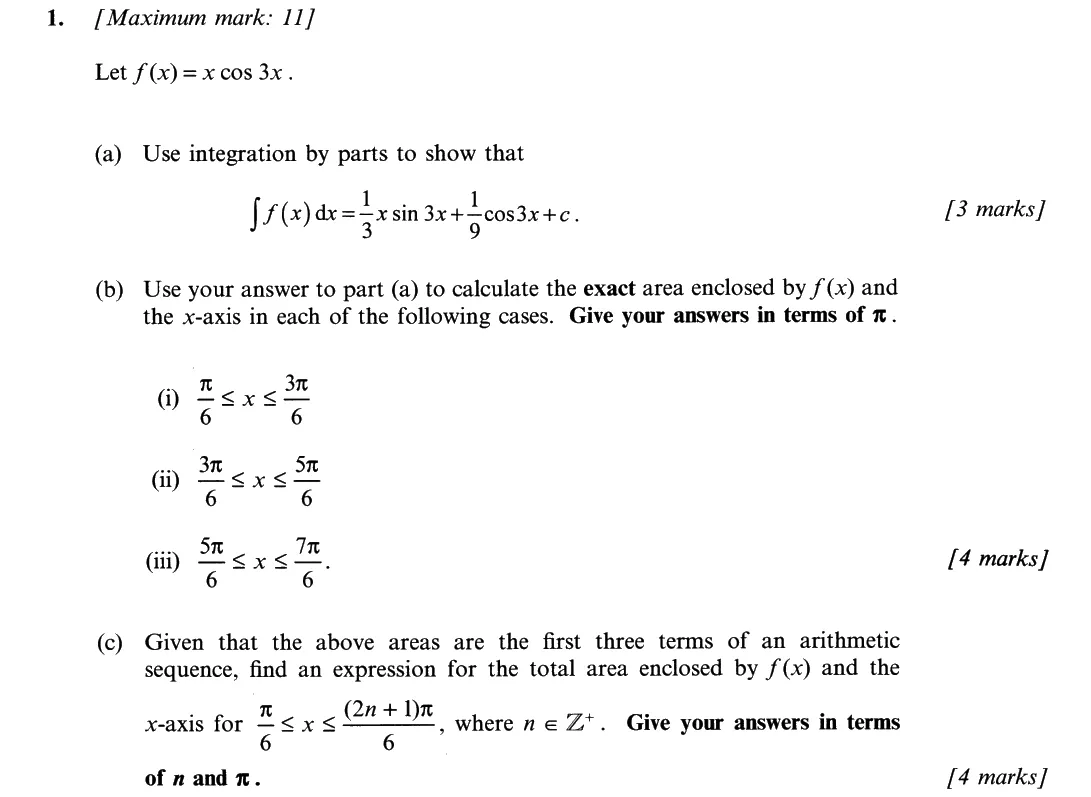 1. [Maximum mark: 11]
Let f(x) = x cos 3x .
(a) Use integration by parts to show that
∫ f(x) dx = 1/3 x sin 3x + 1/9 cos3x + c .
[3 marks]
(b) Use your answer to part (a) to calculate the exact area enclosed by f(x) and
the x-axis in each of the following cases. Give your answers in terms of π .
(i) π/6 ≤ x ≤ 3π/6
(ii) 3π/6 ≤ x ≤ 5π/6
(iii) 5π/6 ≤ x ≤ 7π/6 .
[4 marks]
(c) Given that the above areas are the first three terms of an arithmetic
sequence, find an expression for the total area enclosed by f(x) and the
x-axis for π/6 ≤ x ≤ (2n + 1)π/6 , where n ∈ ℤ⁺ . Give your answers in terms
of n and π .
[4 marks]